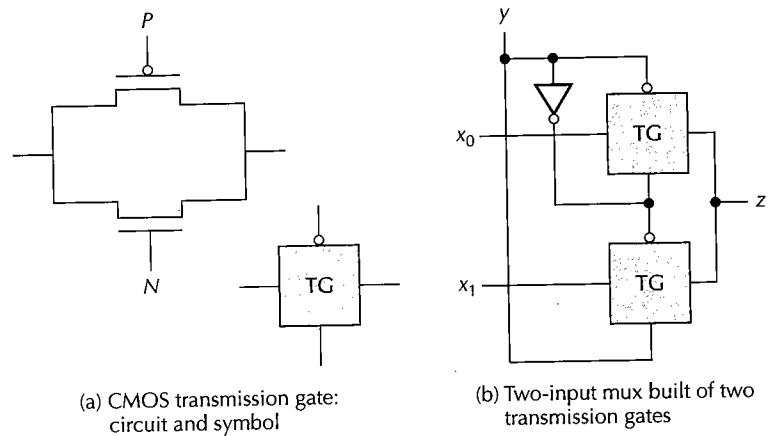 P
N
TG
(a) CMOS transmission gate:
circuit and symbol
y
x0
TG
z
x1
TG
(b) Two-input mux built of two
transmission gates